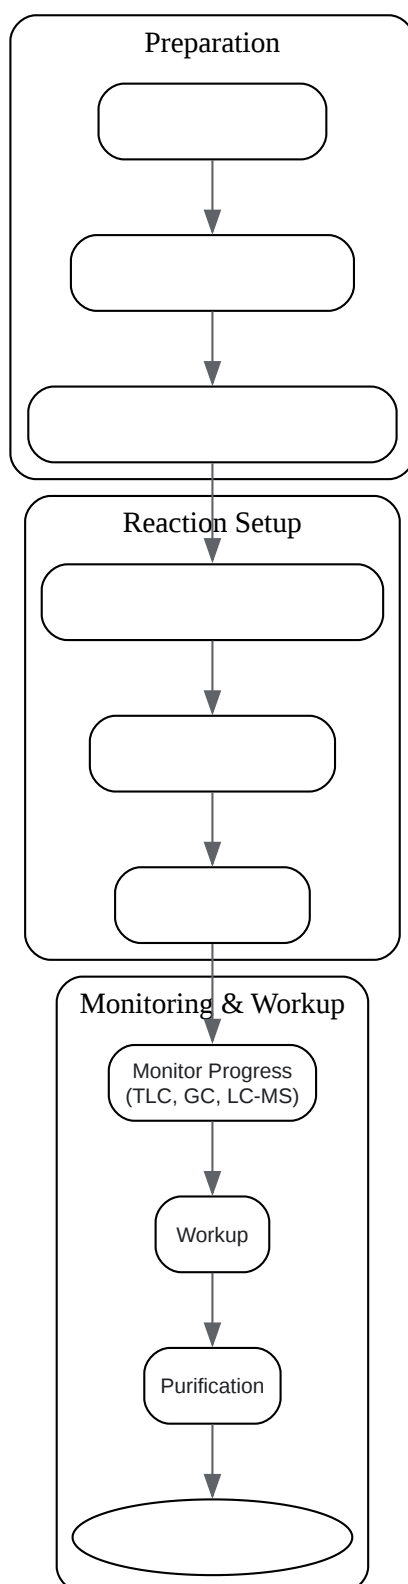 Preparation
Reaction Setup
Monitoring & Workup
Monitor Progress
(TLC, GC, LC-MS)
Workup
Purification